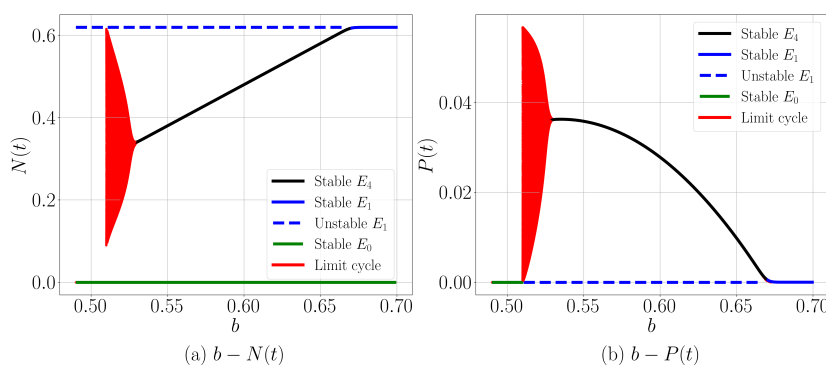 0.6
0.4
0.2
0.0
N(t)
0.50
0.55
0.60
0.65
0.70
b
Stable E₄
Stable E₁
Unstable E₁
Stable E₀
Limit cycle
(a) b − N(t)
0.04
0.02
0.00
P(t)
0.50
0.55
0.60
0.65
0.70
b
Stable E₄
Stable E₁
Unstable E₁
Stable E₀
Limit cycle
(b) b − P(t)